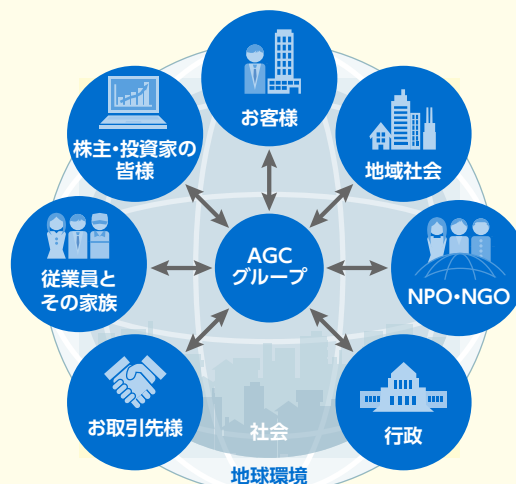 お客様
株主・投資家の
皆様
地域社会
AGC
グループ
従業員と
その家族
NPO・NGO
お取引先様
行政
社会
地球環境